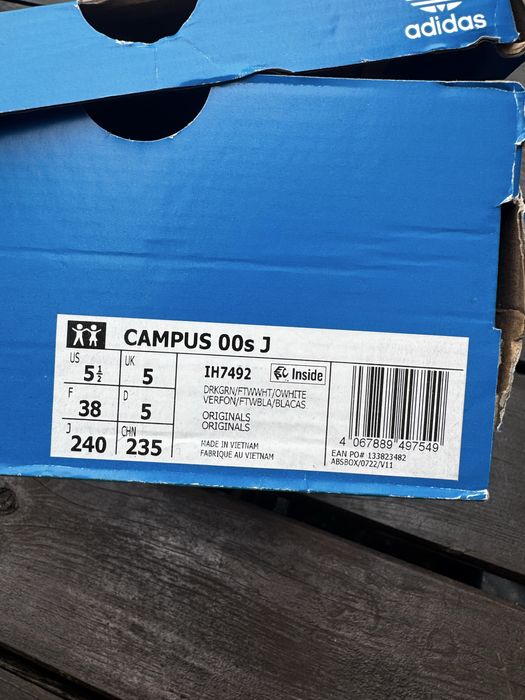 adidas
CAMPUS 00s J
US 5½ UK 5
F 38 D 5
J 240 CHN 235
IH7492 Inside
DRKGRN/FTWWHT/OWHITE
VERFON/FTWBLA/BLACAS
ORIGINALS
ORIGINALS
MADE IN VIETNAM
FABRIQUE AU VIETNAM
4 067889 497549
EAN PO# 133823482
ABSBOX/0722/V11